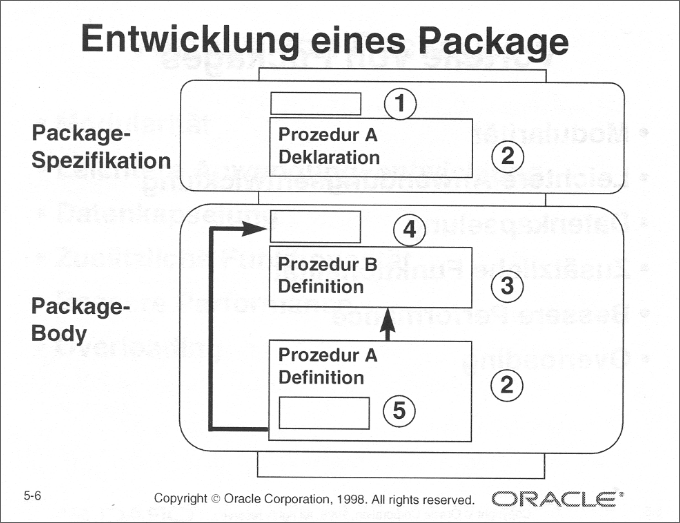 Entwicklung eines Package
1
Package-
Spezifikation
Prozedur A
Deklaration
2
4
Prozedur B
Definition
3
Package-
Body
Prozedur A
Definition
2
5
5-6
Copyright © Oracle Corporation, 1998. All rights reserved.
ORACLE®